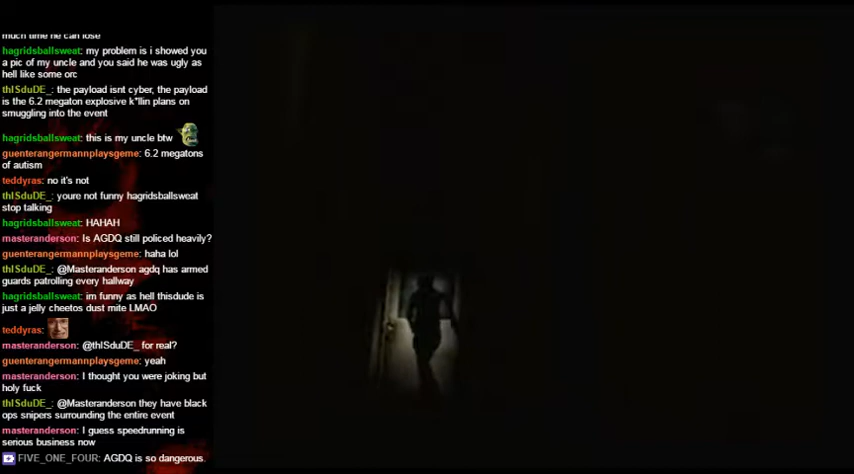 much time he can lose
hagridsballsweat: my problem is i showed you
a pic of my uncle and you said he was ugly as
hell like some orc
thISduDE_: the payload isnt cyber, the payload
is the 6.2 megaton explosive k*llin plans on
smuggling into the event
hagridsballsweat: this is my uncle btw
guenterangermannplaysgeme: 6.2 megatons
of autism
teddyras: no it's not
thISduDE_: youre not funny hagridsballsweat
stop talking
hagridsballsweat: HAHAH
masteranderson: Is AGDQ still policed heavily?
guenterangermannplaysgeme: haha lol
thISduDE_: @Masteranderson agdq has armed
guards patrolling every hallway
hagridsballsweat: im funny as hell thisdude is
just a jelly cheetos dust mite LMAO
teddyras:
masteranderson: @thISduDE_ for real?
guenterangermannplaysgeme: yeah
masteranderson: I thought you were joking but
holy fuck
thISduDE_: @Masteranderson they have black
ops snipers surrounding the entire event
masteranderson: I guess speedrunning is
serious business now
FIVE_ONE_FOUR: AGDQ is so dangerous.